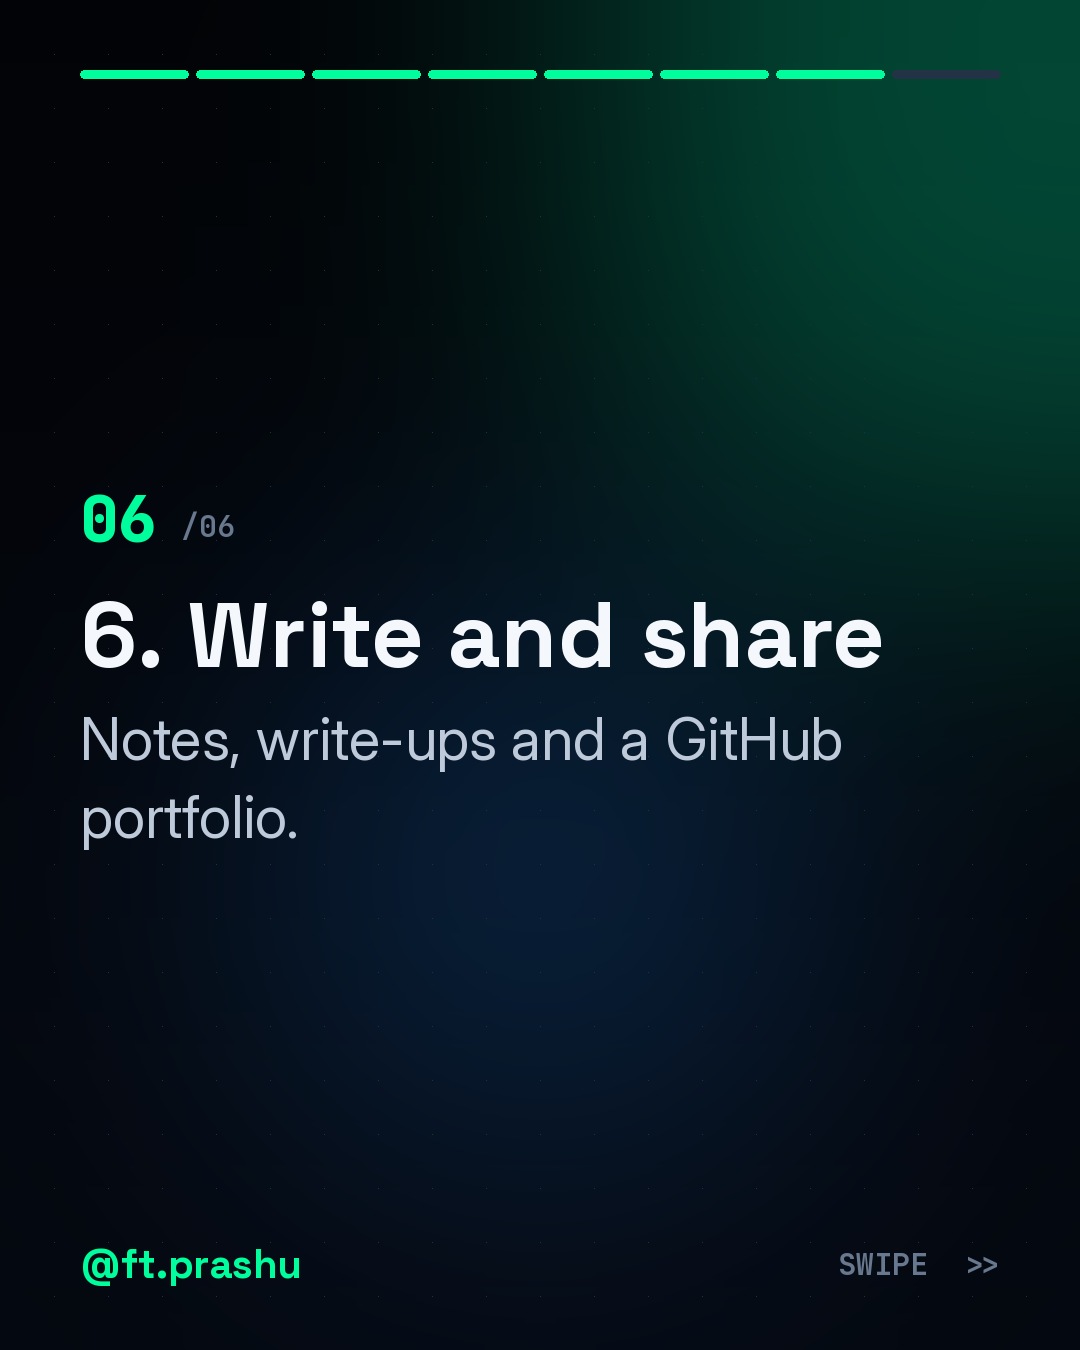 06 /06
6. Write and share
Notes, write-ups and a GitHub
portfolio.
@ft.prashu
SWIPE >>